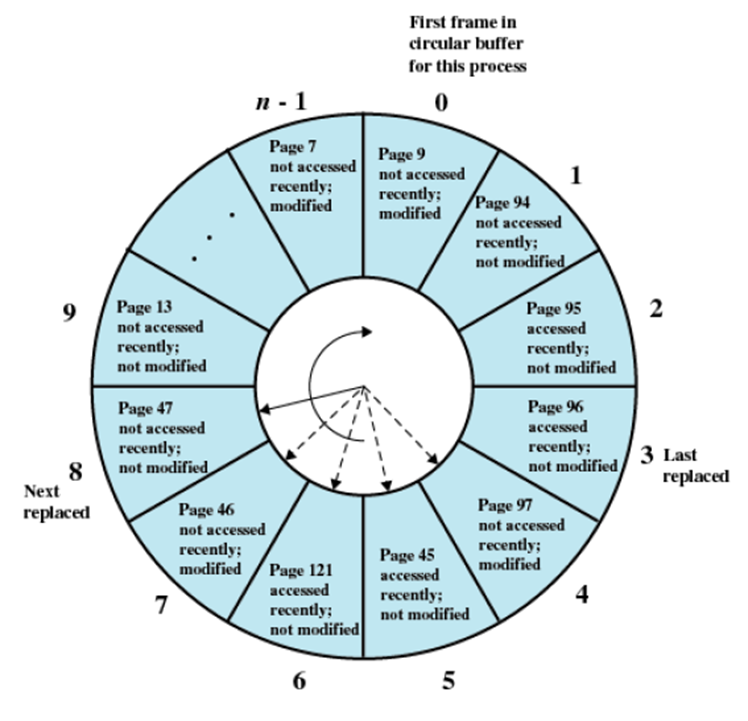 First frame in
circular buffer
for this process
n - 1
0
Page 7
not accessed
recently;
modified
Page 9
not accessed
recently;
modified
1
Page 94
not accessed
recently;
not modified
2
Page 95
accessed
recently;
not modified
3 Last
replaced
Page 96
accessed
recently;
not modified
4
Page 97
not accessed
recently;
modified
5
Page 45
accessed
recently;
not modified
6
Page 121
accessed
recently;
not modified
7
Page 46
not accessed
recently;
modified
8
Next
replaced
Page 47
not accessed
recently;
not modified
9
Page 13
not accessed
recently;
not modified
. . .